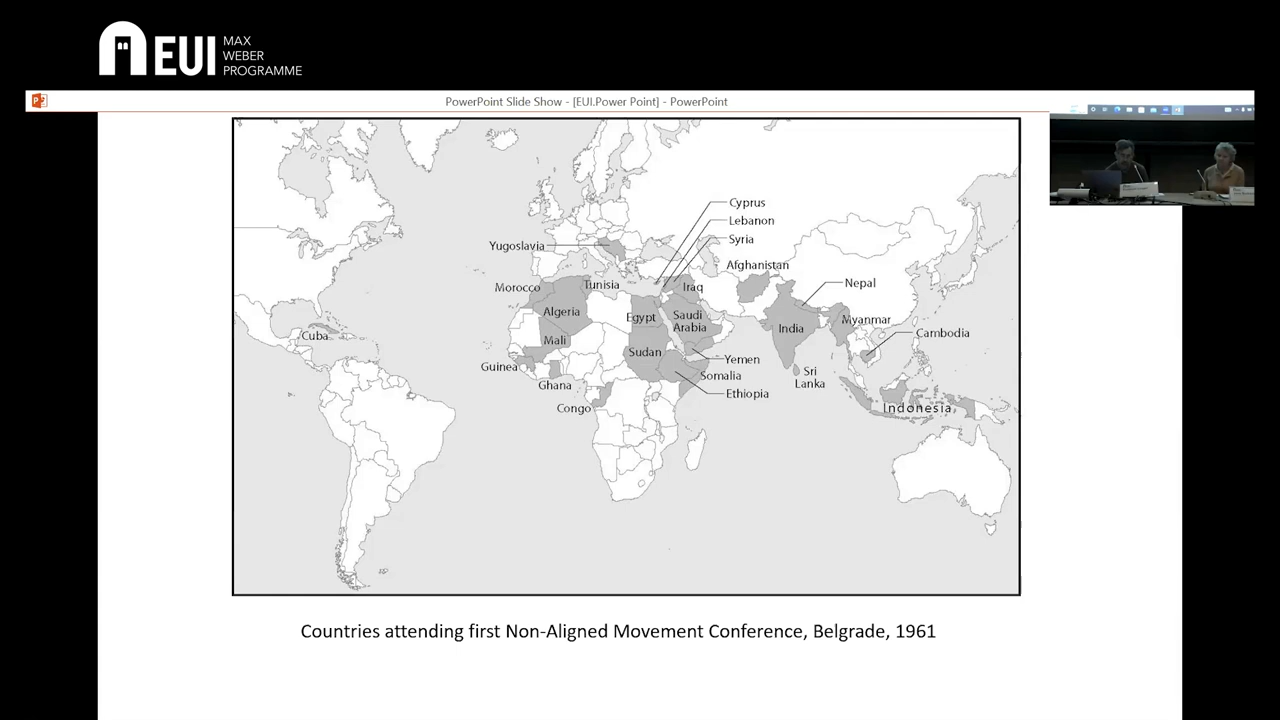 EUI
MAX
WEBER
PROGRAMME
PowerPoint Slide Show - [EUI.Power Point] - PowerPoint
Cyprus
Lebanon
Syria
Yugoslavia
Afghanistan
Morocco
Tunisia
Iraq
Nepal
Algeria
Egypt
Saudi
Arabia
India
Myanmar
Cuba
Mali
Sudan
Cambodia
Guinea
Yemen
Ghana
Somalia
Sri
Lanka
Congo
Ethiopia
Indonesia
Countries attending first Non-Aligned Movement Conference, Belgrade, 1961